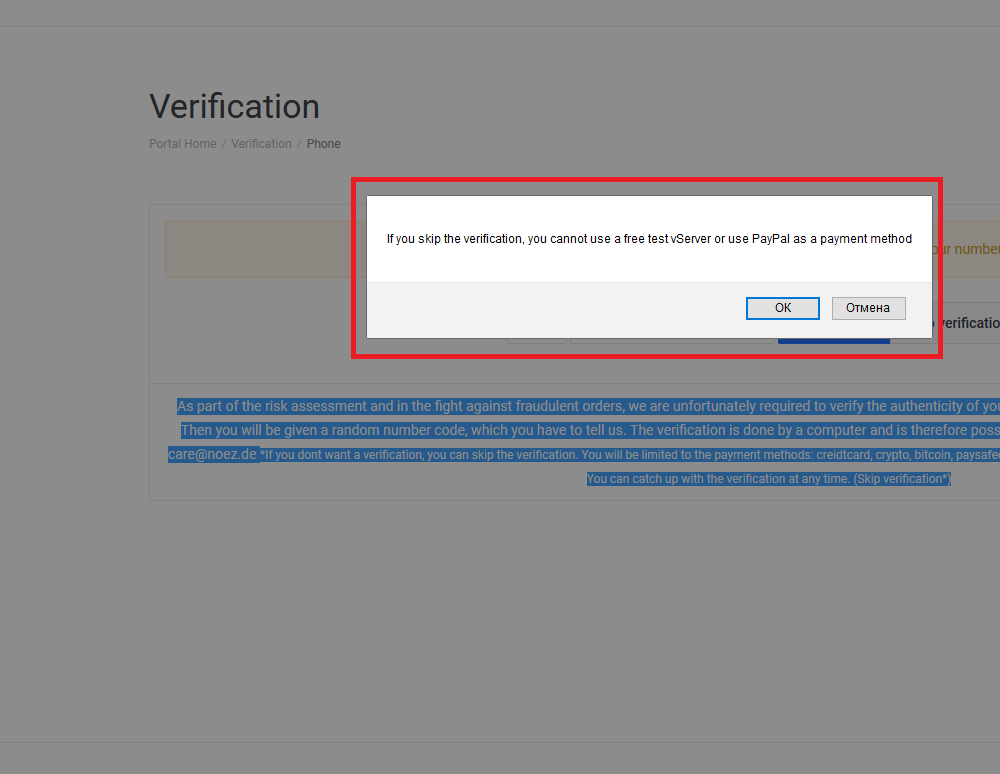 Verification
Portal Home / Verification / Phone
If you skip the verification, you cannot use a free test vServer or use PayPal as a payment method
our number
OK
Отмена
verificatio
As part of the risk assessment and in the fight against fraudulent orders, we are unfortunately required to verify the authenticity of you
Then you will be given a random number code, which you have to tell us. The verification is done by a computer and is therefore poss
care@noez.de *If you dont want a verification, you can skip the verification. You will be limited to the payment methods: creidtcard, crypto, bitcoin, paysafe
You can catch up with the verification at any time. (Skip verification*)